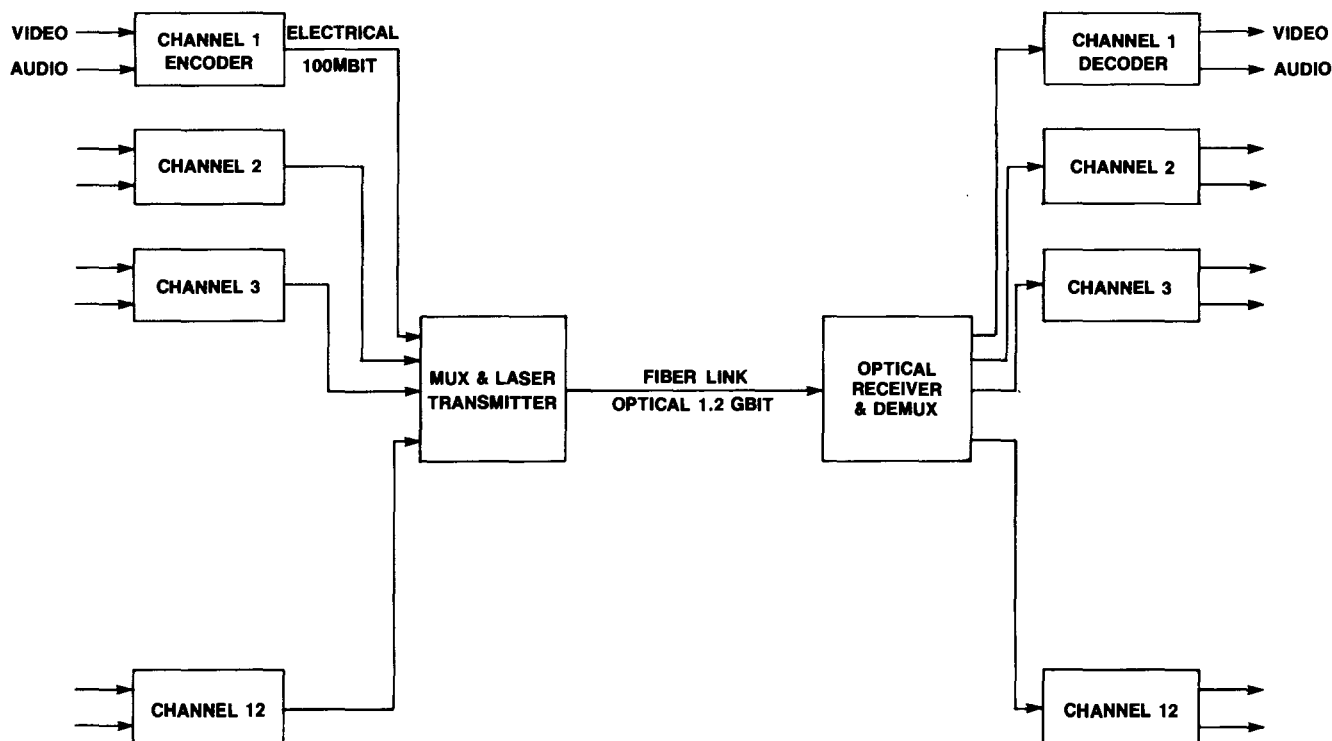 VIDEO
AUDIO
CHANNEL 1
ENCODER
ELECTRICAL
100MBIT
CHANNEL 2
CHANNEL 3
CHANNEL 12
MUX & LASER
TRANSMITTER
FIBER LINK
OPTICAL 1.2 GBIT
OPTICAL
RECEIVER
& DEMUX
CHANNEL 1
DECODER
VIDEO
AUDIO
CHANNEL 2
CHANNEL 3
CHANNEL 12